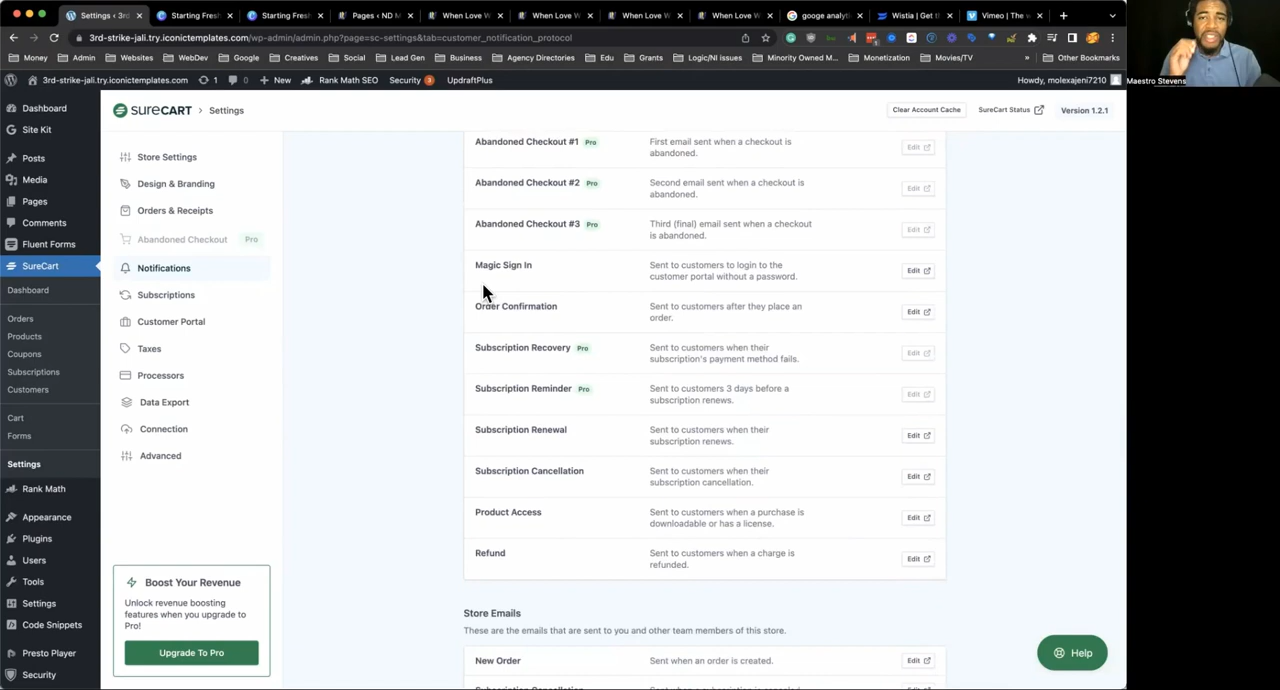 Settings ‹ 3rd-
Starting Fresh
Starting Fresh
Pages ‹ ND M
When Love W
When Love W
When Love W
When Love W
googe analyti
Wistia | Get t
Vimeo | The w
3rd-strike-jali.try.iconictemplates.com/wp-admin/admin.php?page=sc-settings&tab=customer_notification_protocol
Money
Admin
Websites
WebDev
Google
Creatives
Social
Lead Gen
Business
Agency Directories
Edu
Grants
Logic/NI issues
Minority Owned M...
Monetization
Movies/TV
»
Other Bookmarks
3rd-strike-jali.try.iconictemplates.com
1
0
+ New
Rank Math SEO
Security 3
UpdraftPlus
Howdy, molexajeni7210
Maestro Stevens
Dashboard
Site Kit
Posts
Media
Pages
Comments
Fluent Forms
SureCart
Dashboard
Orders
Products
Coupons
Subscriptions
Customers
Cart
Forms
Settings
Rank Math
Appearance
Plugins
Users
Tools
Settings
Code Snippets
Presto Player
Security
SURECART > Settings
Clear Account Cache
SureCart Status
Version 1.2.1
Store Settings
Design & Branding
Orders & Receipts
Abandoned Checkout Pro
Notifications
Subscriptions
Customer Portal
Taxes
Processors
Data Export
Connection
Advanced
Boost Your Revenue
Unlock revenue boosting
features when you upgrade to
Pro!
Upgrade To Pro
Abandoned Checkout #1 Pro
First email sent when a checkout is
abandoned.
Edit
Abandoned Checkout #2 Pro
Second email sent when a checkout is
abandoned.
Edit
Abandoned Checkout #3 Pro
Third (final) email sent when a checkout
is abandoned.
Edit
Magic Sign In
Sent to customers to login to the
customer portal without a password.
Edit
Order Confirmation
Sent to customers after they place an
order.
Edit
Subscription Recovery Pro
Sent to customers when their
subscription's payment method fails.
Edit
Subscription Reminder Pro
Sent to customers 3 days before a
subscription renews.
Edit
Subscription Renewal
Sent to customers when their
subscription renews.
Edit
Subscription Cancellation
Sent to customers when their
subscription cancellation.
Edit
Product Access
Sent to customers when a purchase is
downloadable or has a license.
Edit
Refund
Sent to customers when a charge is
refunded.
Edit
Store Emails
These are the emails that are sent to you and other team members of this store.
New Order
Sent when an order is created.
Edit
Help